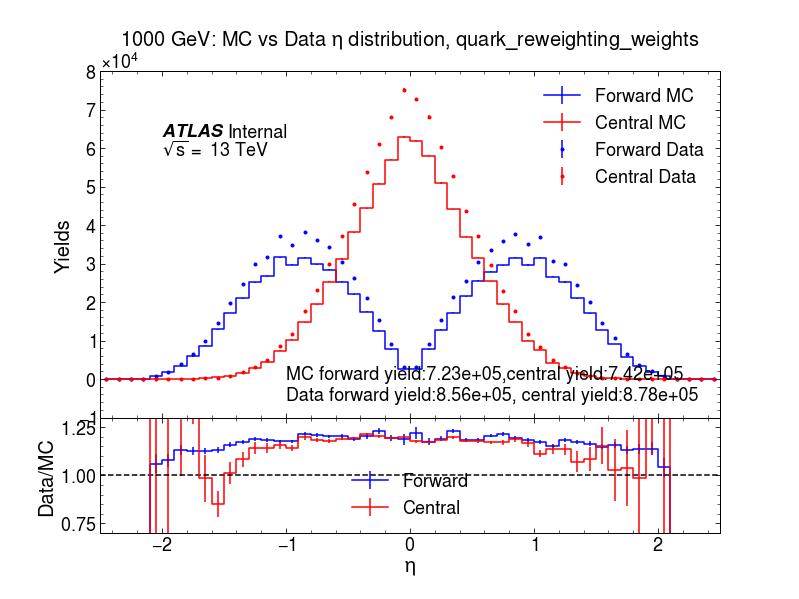 1000 GeV: MC vs Data η distribution, quark_reweighting_weights
×10⁴
8
7
6
5
4
3
2
1
0
−1
Yields
ATLAS Internal
√s = 13 TeV
Forward MC
Central MC
Forward Data
Central Data
MC forward yield:7.23e+05,central yield:7.42e+05
Data forward yield:8.56e+05, central yield:8.78e+05
1.25
1.00
0.75
Data/MC
Forward
Central
−2 −1 0 1 2
η